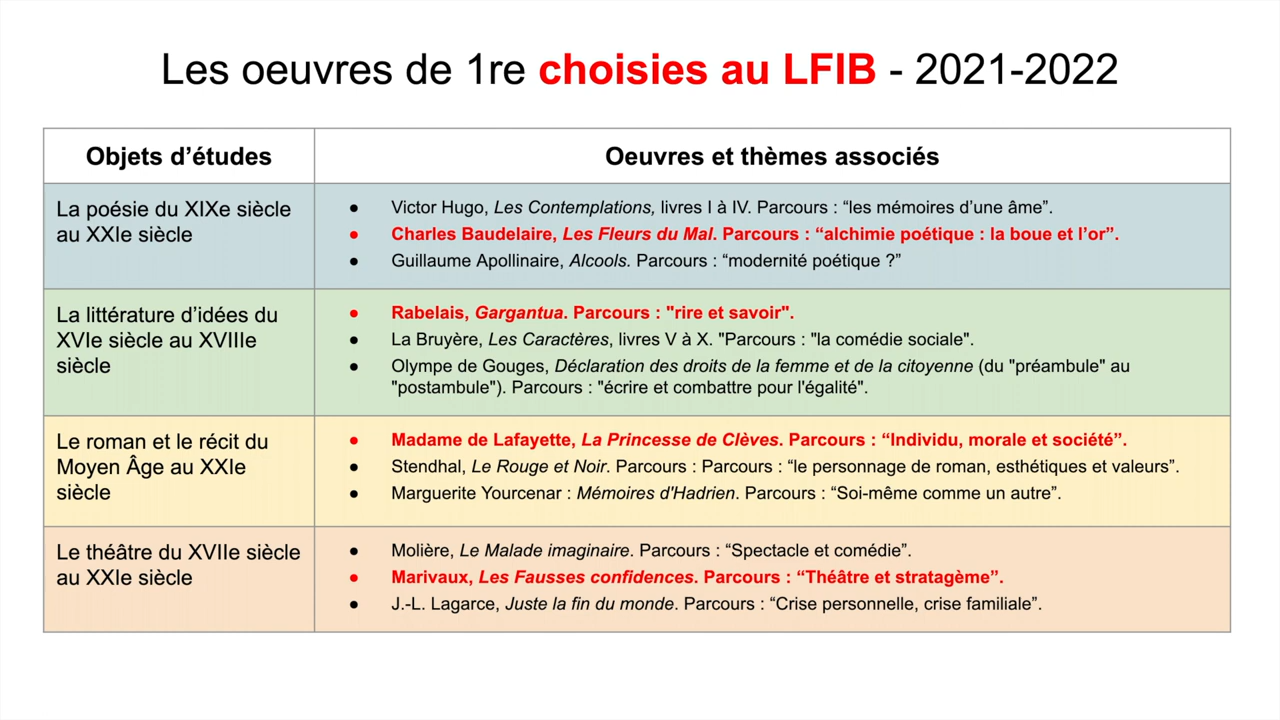 Les oeuvres de 1re choisies au LFIB - 2021-2022
Objets d'études
Oeuvres et thèmes associés
La poésie du XIXe siècle
au XXIe siècle
● Victor Hugo, Les Contemplations, livres I à IV. Parcours : “les mémoires d’une âme”.
● Charles Baudelaire, Les Fleurs du Mal. Parcours : “alchimie poétique : la boue et l’or”.
● Guillaume Apollinaire, Alcools. Parcours : “modernité poétique ?”
La littérature d’idées du
XVIe siècle au XVIIIe
siècle
● Rabelais, Gargantua. Parcours : "rire et savoir".
● La Bruyère, Les Caractères, livres V à X. "Parcours : "la comédie sociale".
● Olympe de Gouges, Déclaration des droits de la femme et de la citoyenne (du "préambule" au
"postambule"). Parcours : "écrire et combattre pour l'égalité".
Le roman et le récit du
Moyen Âge au XXIe
siècle
● Madame de Lafayette, La Princesse de Clèves. Parcours : “Individu, morale et société”.
● Stendhal, Le Rouge et Noir. Parcours : Parcours : “le personnage de roman, esthétiques et valeurs”.
● Marguerite Yourcenar : Mémoires d'Hadrien. Parcours : “Soi-même comme un autre”.
Le théâtre du XVIIe siècle
au XXIe siècle
● Molière, Le Malade imaginaire. Parcours : “Spectacle et comédie”.
● Marivaux, Les Fausses confidences. Parcours : “Théâtre et stratagème”.
● J.-L. Lagarce, Juste la fin du monde. Parcours : “Crise personnelle, crise familiale”.